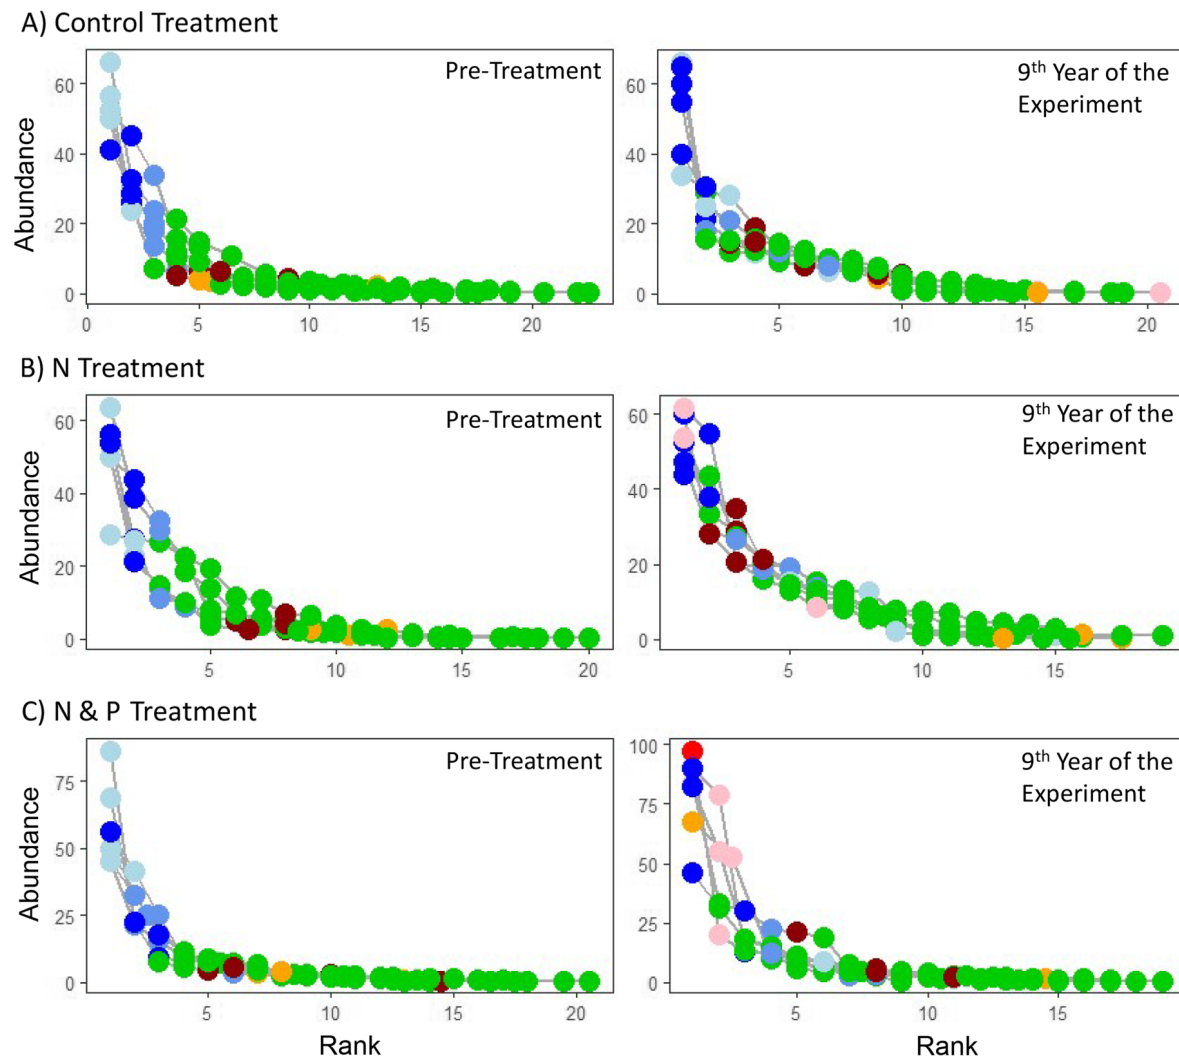 A) Control Treatment
Pre-Treatment
9th Year of the
Experiment
Abundance
60
40
20
0
0
5
10
15
20
60
40
20
0
5
10
15
20
B) N Treatment
Pre-Treatment
9th Year of the
Experiment
Abundance
60
40
20
0
5
10
15
20
60
40
20
0
5
10
15
C) N & P Treatment
Pre-Treatment
9th Year of the
Experiment
Abundance
75
50
25
0
5
10
15
20
100
75
50
25
0
5
10
15
Rank
Rank